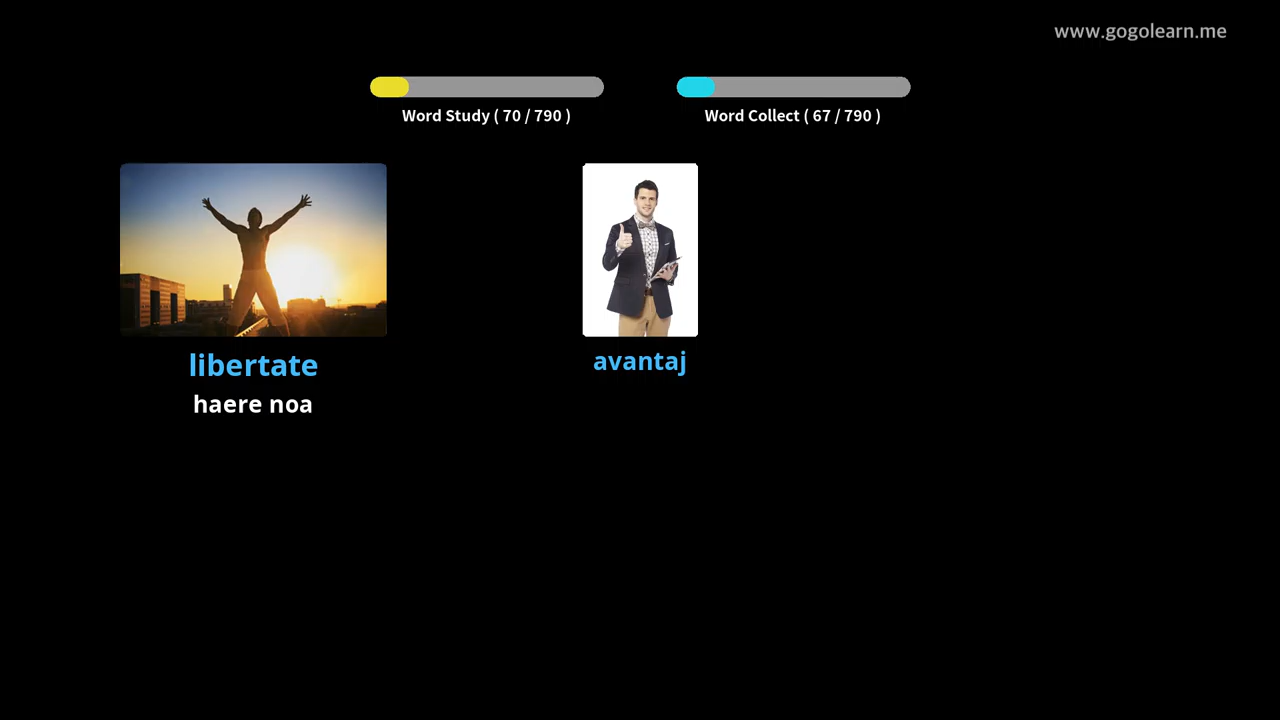 www.gogolearn.me
Word Study ( 70 / 790 )
Word Collect ( 67 / 790 )
libertate
haere noa
avantaj